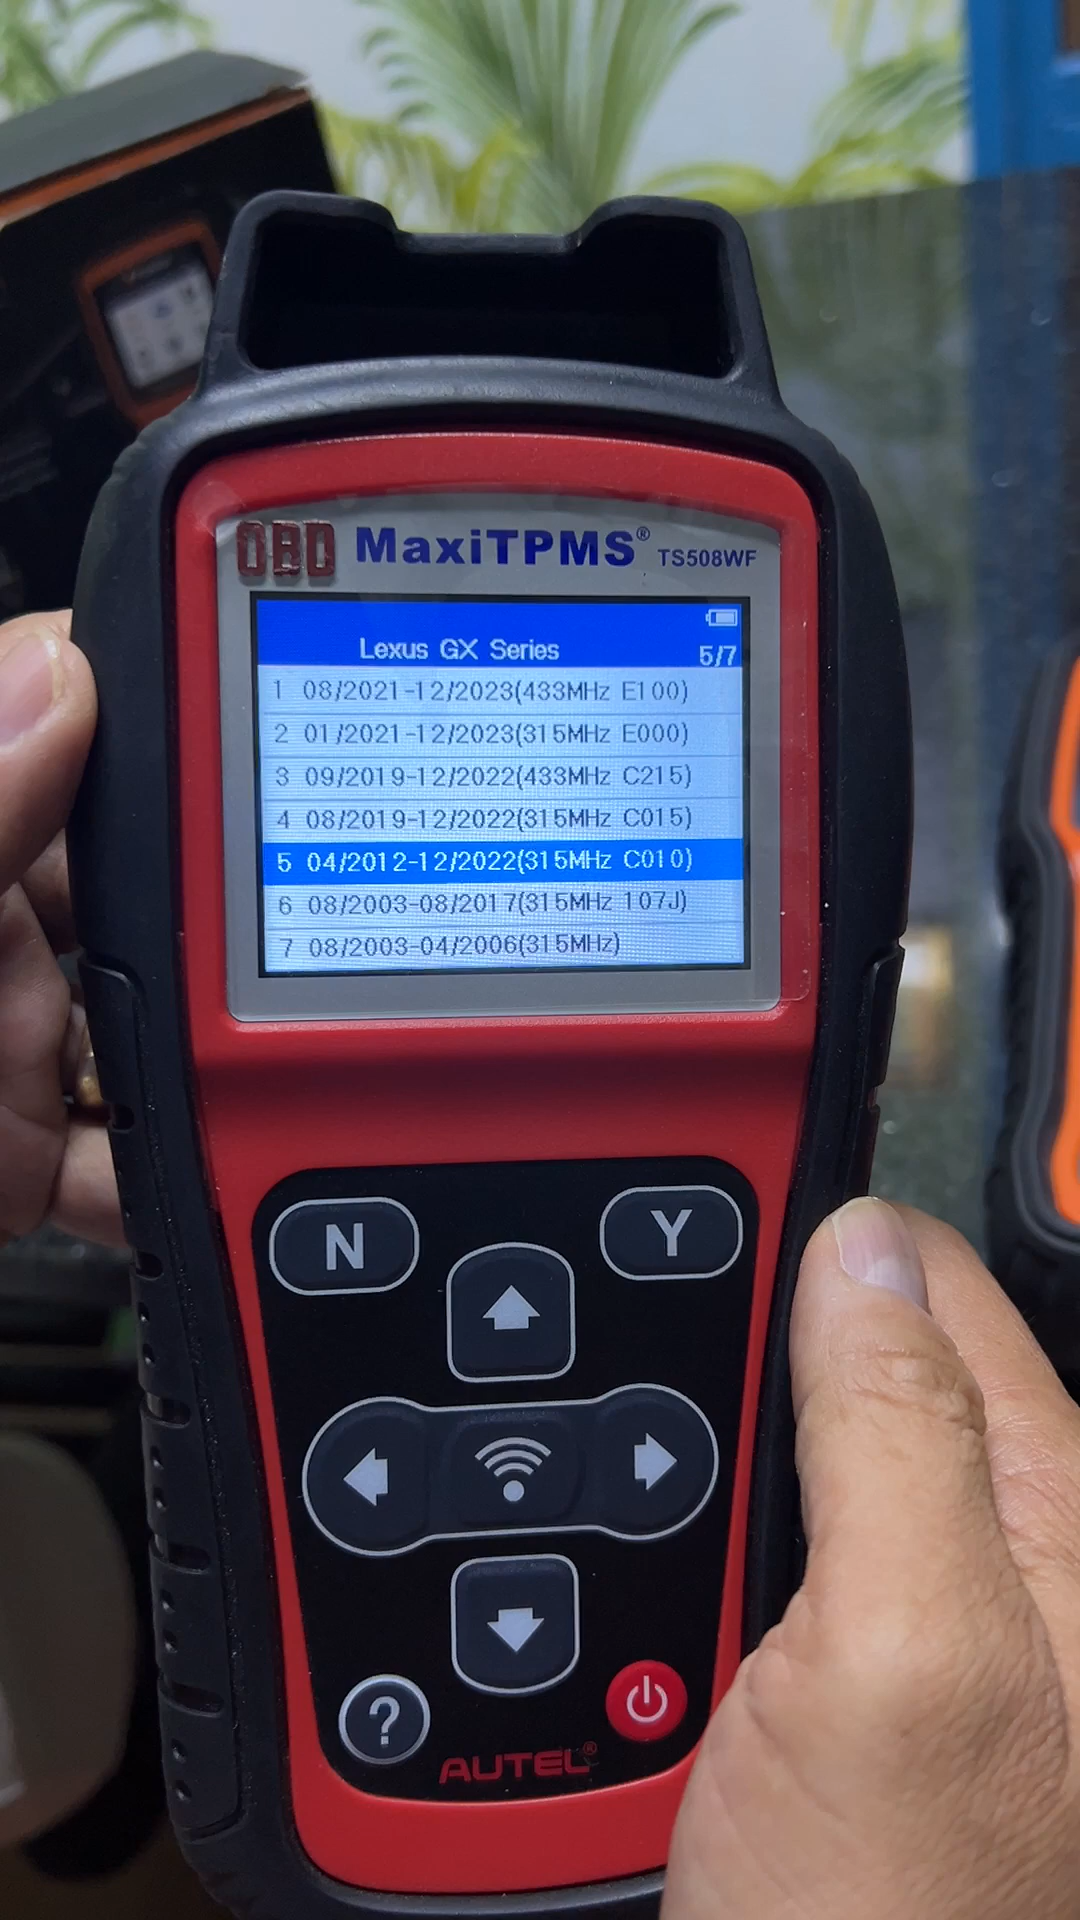 OBD MaxiTPMS® TS508WF
Lexus GX Series 5/7
1 08/2021-12/2023(433MHz E100)
2 01/2021-12/2023(315MHz E000)
3 09/2019-12/2022(433MHz C215)
4 08/2019-12/2022(315MHz C015)
5 04/2012-12/2022(315MHz C010)
6 08/2003-08/2017(315MHz 107J)
7 08/2003-04/2006(315MHz)
N Y
?
AUTEL®